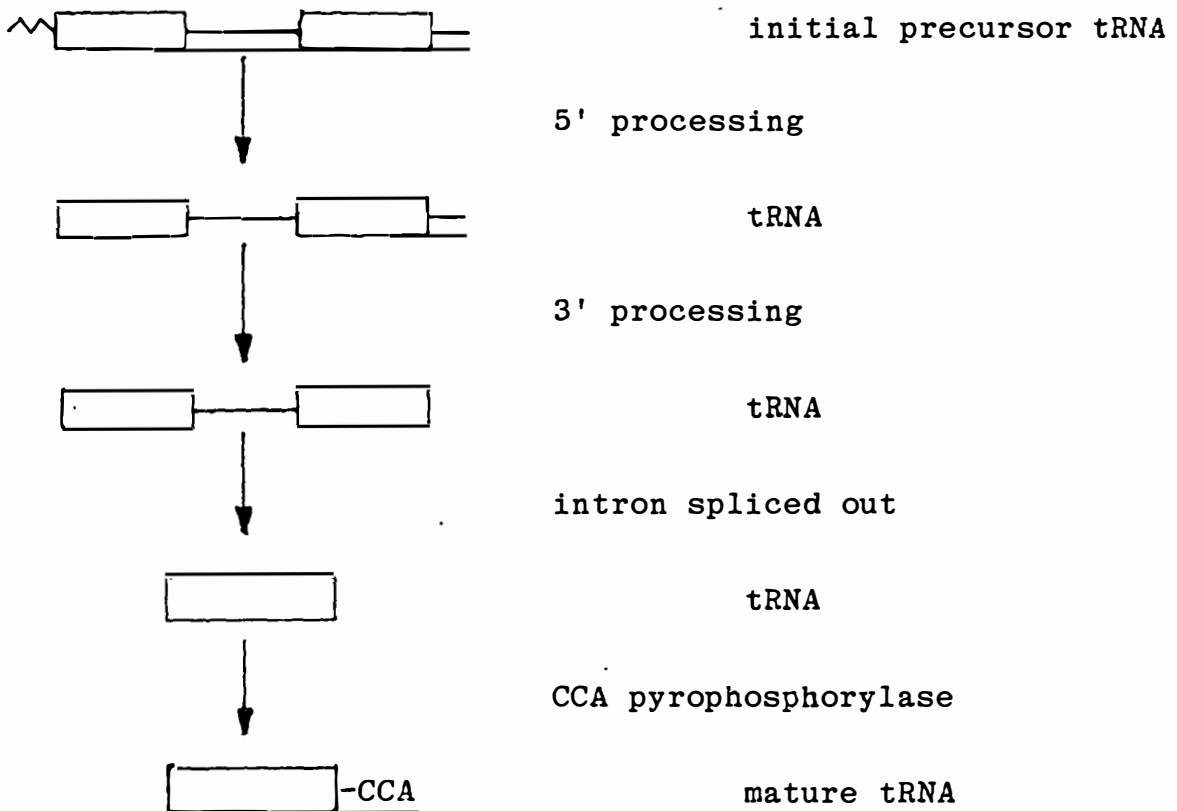 initial precursor tRNA
5' processing
tRNA
3' processing
tRNA
intron spliced out
tRNA
CCA pyrophosphorylase
-CCA mature tRNA